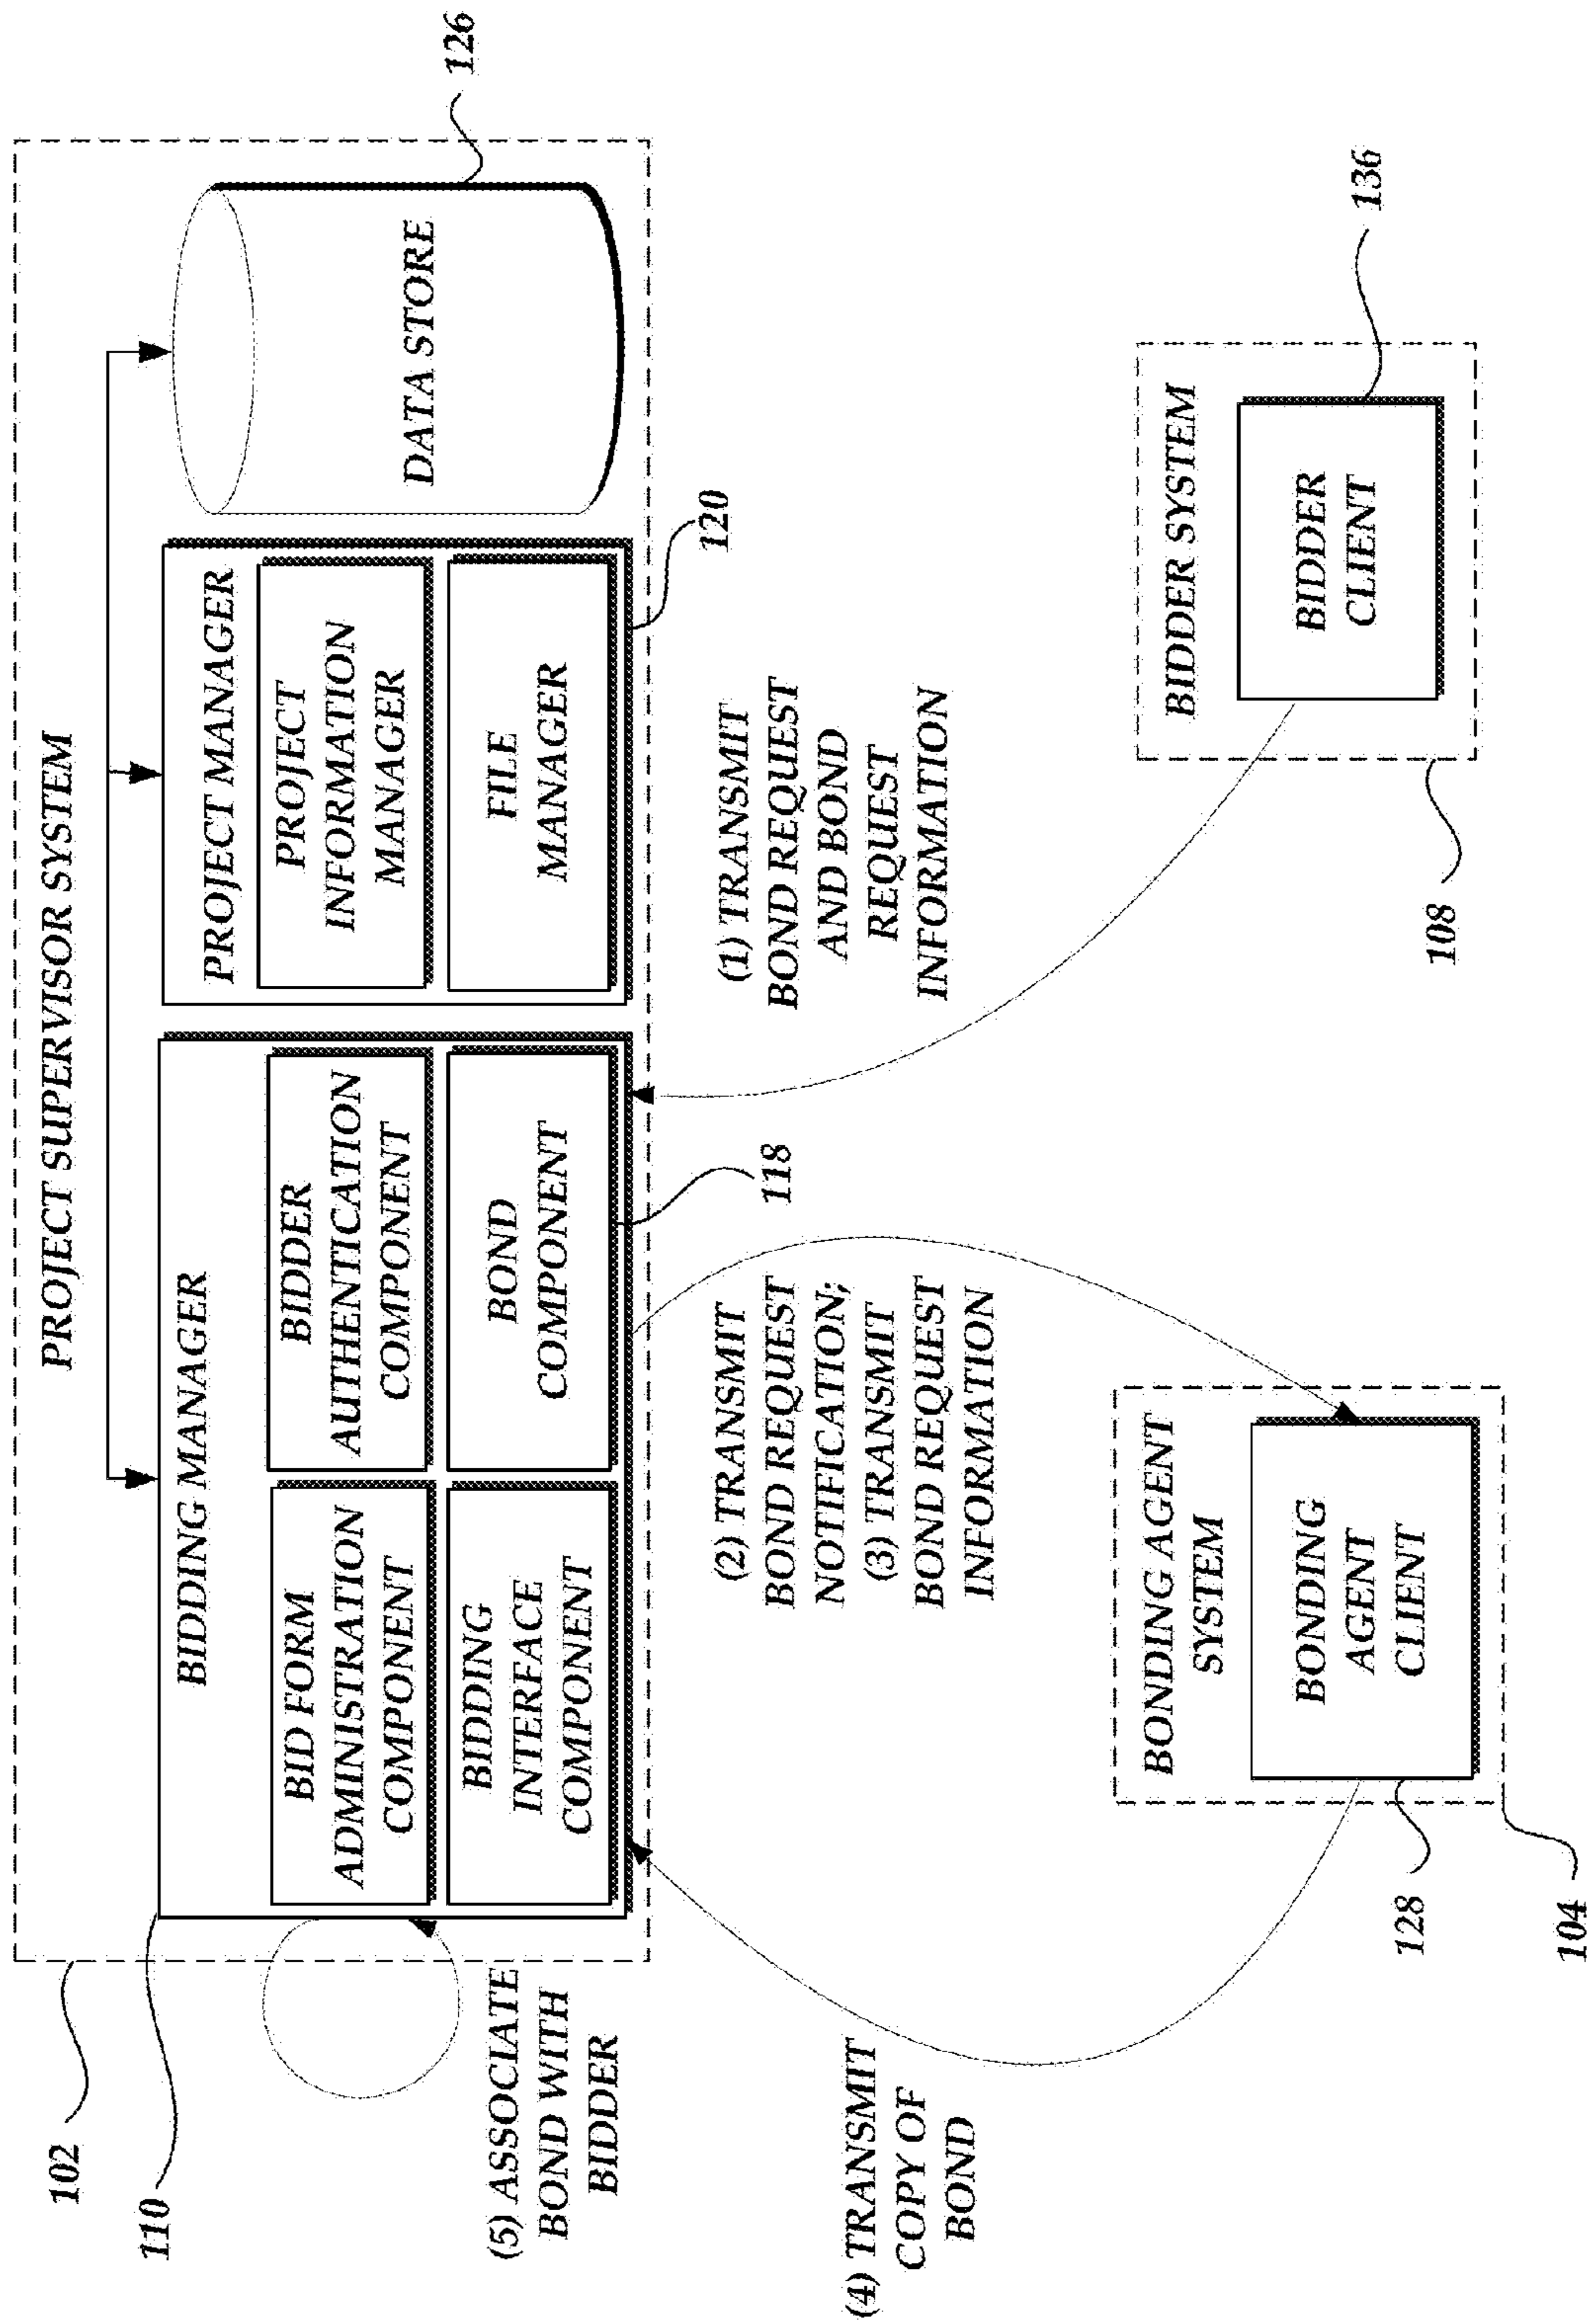 PROJECT SUPERVISOR SYSTEM
102
110
BIDDING MANAGER
BID FORM
ADMINISTRATION
COMPONENT
BIDDER
AUTHENTICATION
COMPONENT
BIDDING
INTERFACE
COMPONENT
BOND
COMPONENT
118
PROJECT MANAGER
PROJECT
INFORMATION
MANAGER
FILE
MANAGER
120
DATA STORE
126
(5) ASSOCIATE
BOND WITH
BIDDER
(4) TRANSMIT
COPY OF
BOND
(2) TRANSMIT
BOND REQUEST
NOTIFICATION;
(3) TRANSMIT
BOND REQUEST
INFORMATION
(1) TRANSMIT
BOND REQUEST
AND BOND
REQUEST
INFORMATION
BONDING AGENT
SYSTEM
BONDING
AGENT
CLIENT
128
104
BIDDER SYSTEM
BIDDER
CLIENT
136
108